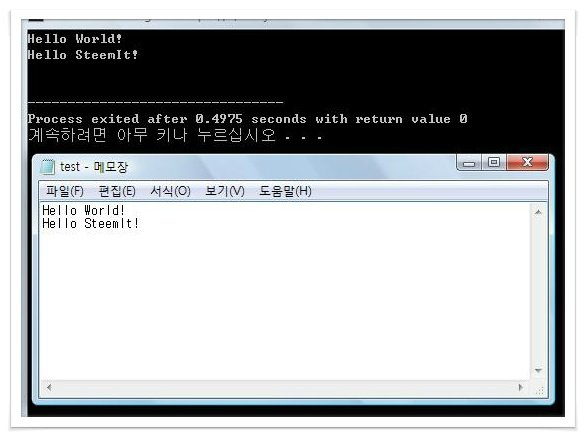 Hello World!
Hello SteemIt!
--------------------------------
Process exited after 0.4975 seconds with return value 0
계속하려면 아무 키나 누르십시오 . . .
test - 메모장
파일(F) 편집(E) 서식(O) 보기(V) 도움말(H)
Hello World!
Hello SteemIt!